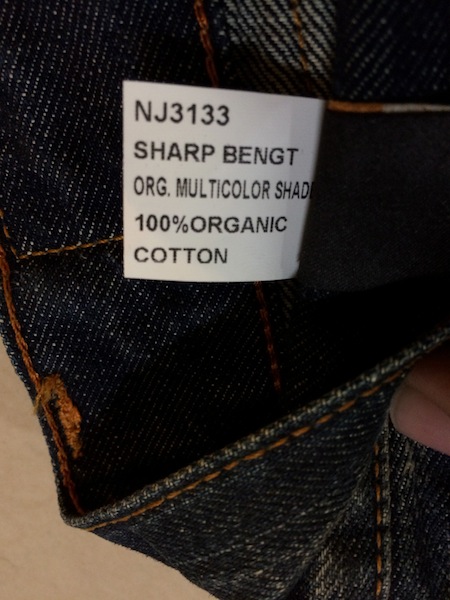 NJ3133
SHARP BENGT
ORG. MULTICOLOR SHAD
100%ORGANIC
COTTON